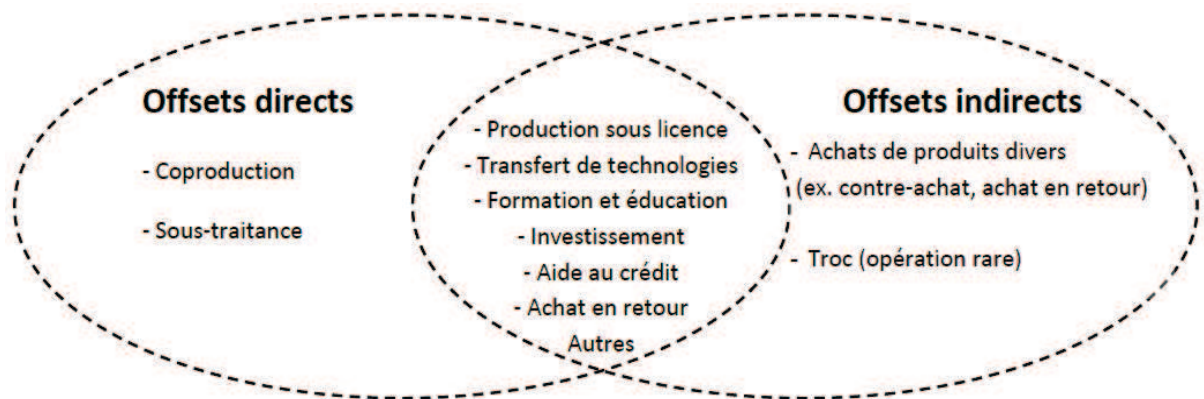 Offsets directs
- Coproduction
- Sous-traitance
- Production sous licence
- Transfert de technologies
- Formation et éducation
- Investissement
- Aide au crédit
- Achat en retour
Autres
Offsets indirects
- Achats de produits divers
(ex. contre-achat, achat en retour)
- Troc (opération rare)